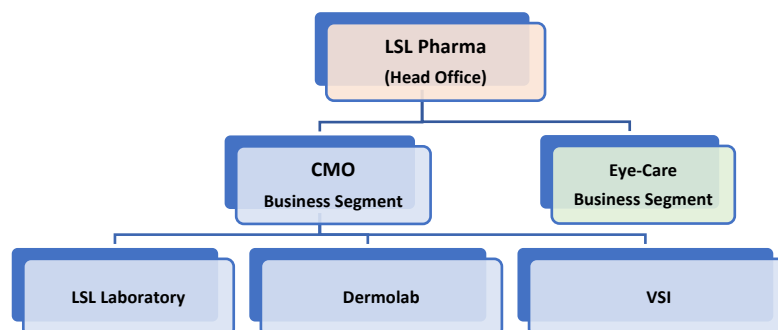 LSL Pharma
(Head Office)
CMO
Business Segment
Eye-Care
Business Segment
LSL Laboratory
Dermolab
VSI